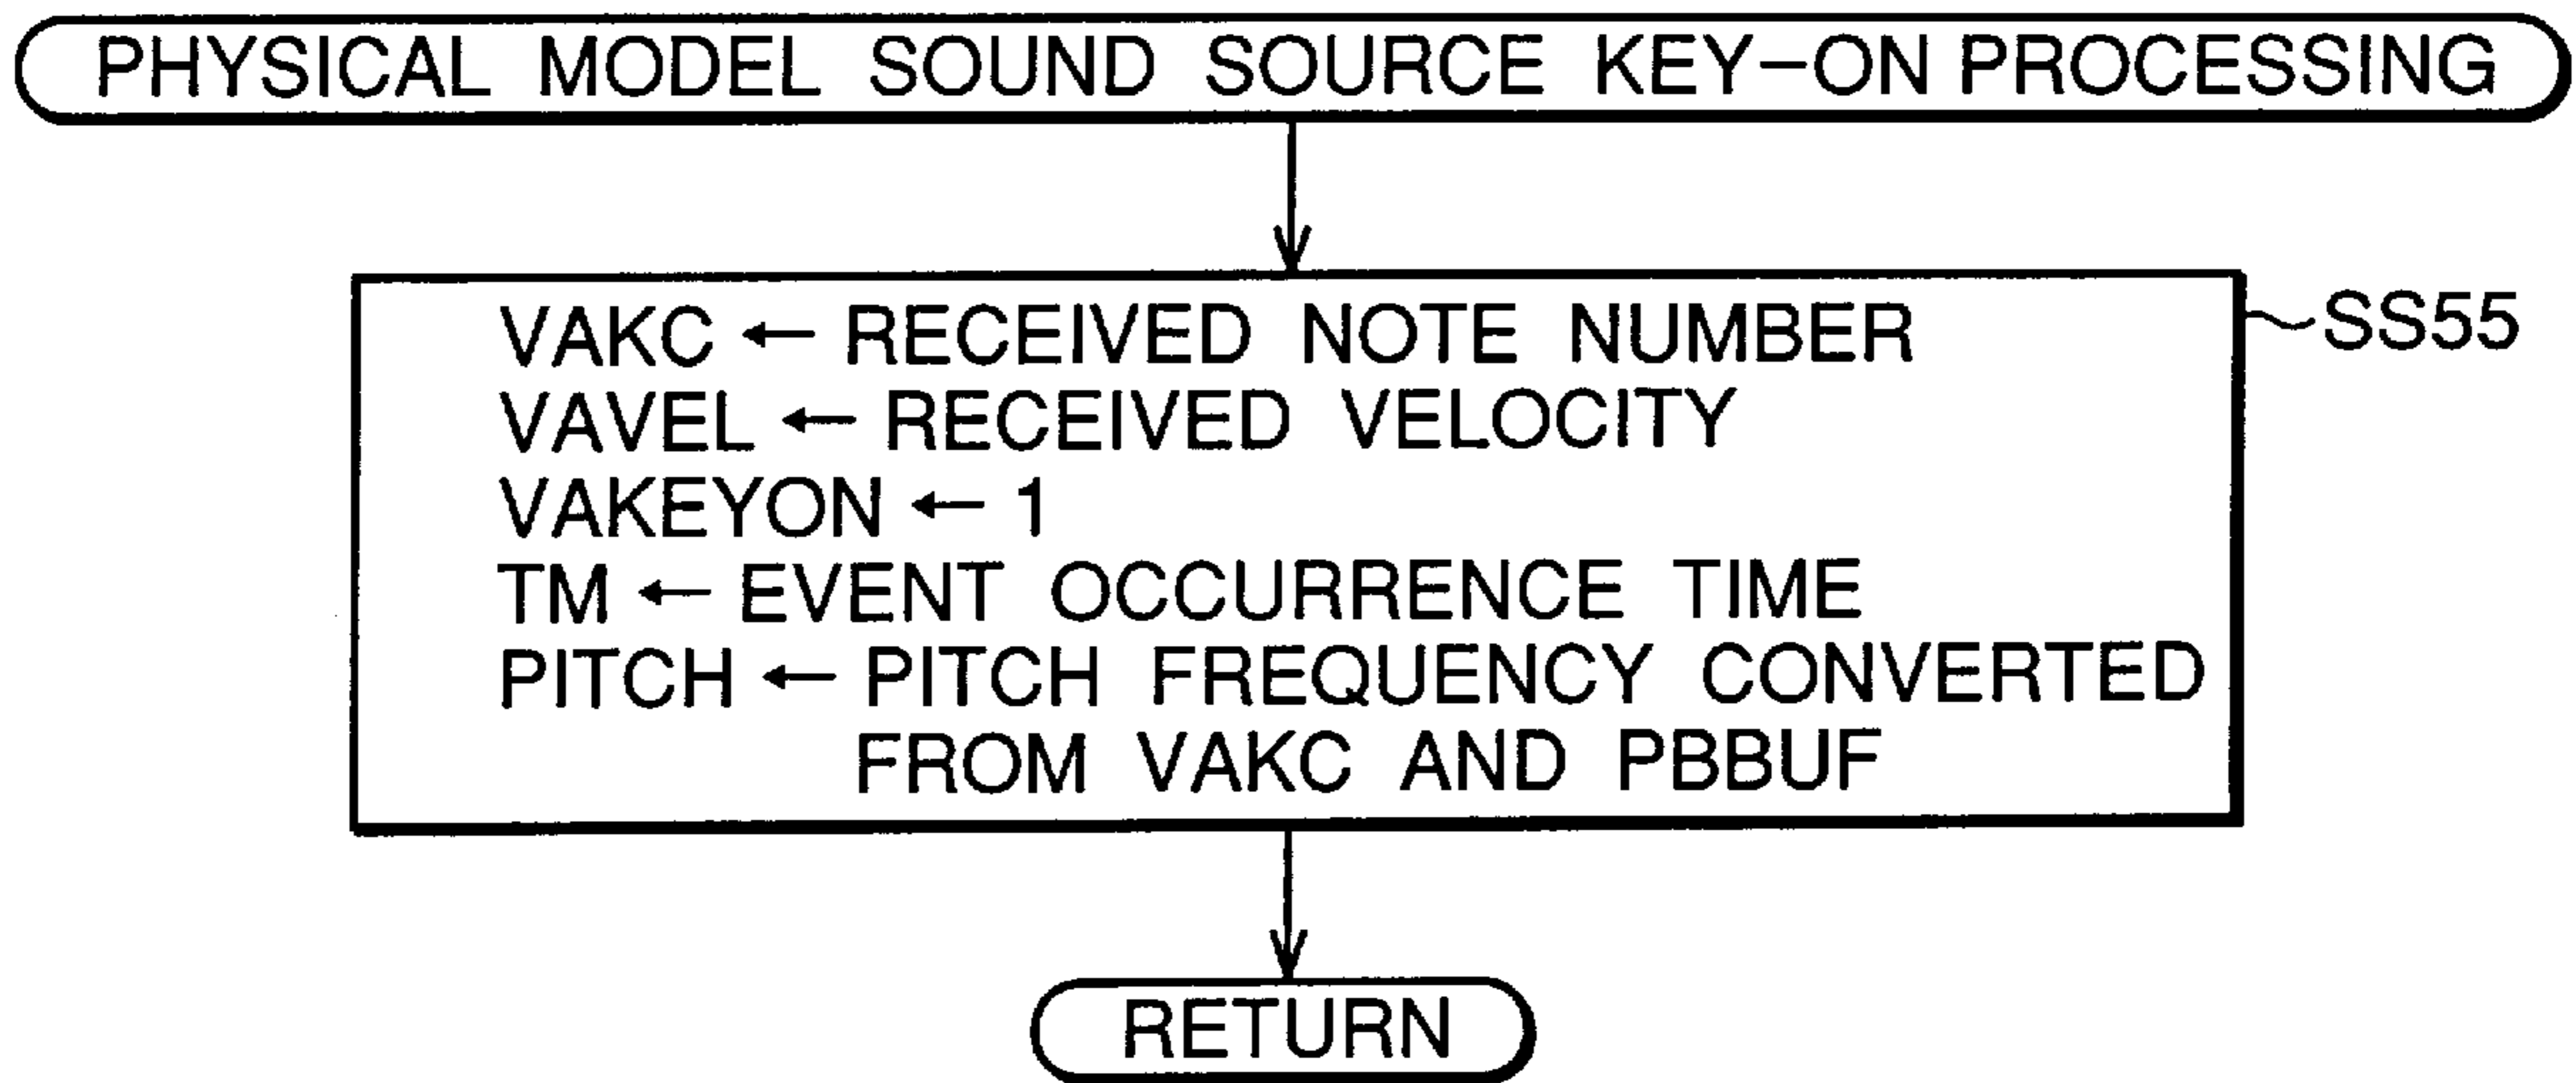 PHYSICAL MODEL SOUND SOURCE KEY-ON PROCESSING
VAKC ← RECEIVED NOTE NUMBER
SS55
VAVEL ← RECEIVED VELOCITY
VAKEYON ← 1
TM ← EVENT OCCURRENCE TIME
PITCH ← PITCH FREQUENCY CONVERTED
FROM VAKC AND PBBUF
RETURN